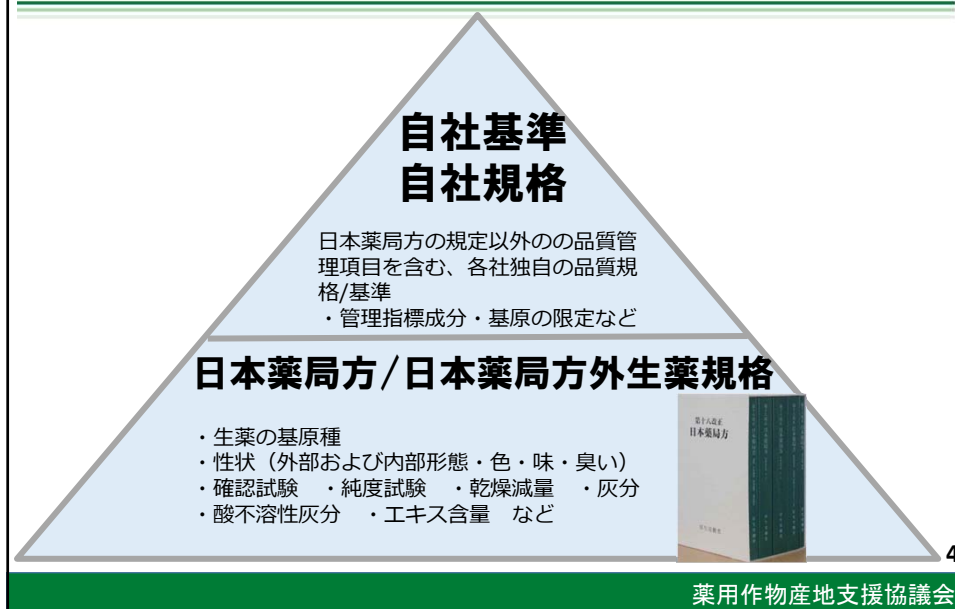 自社基準
自社規格
日本薬局方の規定以外のの品質管
理項目を含む、各社独自の品質規
格/基準
・管理指標成分・基原の限定など
日本薬局方/日本薬局方外生薬規格
・生薬の基原種
・性状（外部および内部形態・色・味・臭い）
・確認試験　・純度試験　・乾燥減量　・灰分
・酸不溶性灰分　・エキス含量　など
第十六改正
日本薬局方
4
薬用作物産地支援協議会